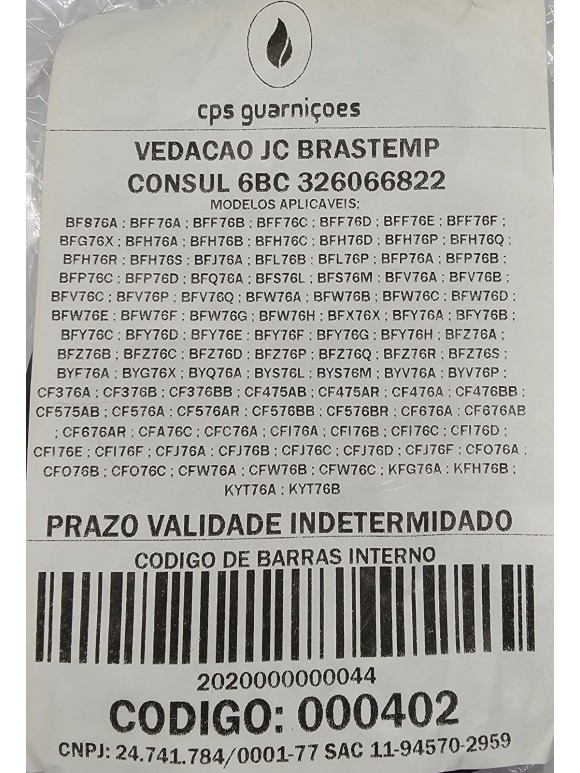 cps guarniçoes
VEDACAO JC BRASTEMP
CONSUL 6BC 326066822
MODELOS APLICAVEIS;
BF876A ; BFF76A ; BFF76B ; BFF76C ; BFF76D ; BFF76E ; BFF76F ;
BFG76X ; BFH76A ; BFH76B ; BFH76C ; BFH76D ; BFH76P ; BFH76Q ;
BFH76R ; BFH76S ; BFJ76A ; BFL76B ; BFL76P ; BFP76A ; BFP76B ;
BFP76C ; BFP76D ; BFQ76A ; BFS76L ; BFS76M ; BFV76A ; BFV76B ;
BFV76C ; BFV76P ; BFV76Q ; BFW76A ; BFW76B ; BFW76C ; BFW76D ;
BFW76E ; BFW76F ; BFW76G ; BFW76H ; BFX76X ; BFY76A ; BFY76B ;
BFY76C ; BFY76D ; BFY76E ; BFY76F ; BFY76G ; BFY76H ; BFZ76A ;
BFZ76B ; BFZ76C ; BFZ76D ; BFZ76P ; BFZ76Q ; BFZ76R ; BFZ76S ;
BYF76A ; BYG76X ; BYQ76A ; BYS76L ; BYS76M ; BYV76A ; BYV76P ;
CF376A ; CF376B ; CF376BB ; CF475AB ; CF475AR ; CF476A ; CF476BB ;
CF575AB ; CF576A ; CF576AR ; CF576BB ; CF576BR ; CF676A ; CF676AB
; CF676AR ; CFA76C ; CFC76A ; CFI76A ; CFI76B ; CFI76C ; CFI76D ;
CFI76E ; CFI76F ; CFJ76A ; CFJ76B ; CFJ76C ; CFJ76D ; CFJ76F ; CFO76A ;
CFO76B ; CFO76C ; CFW76A ; CFW76B ; CFW76C ; KFG76A ; KFH76B ;
KYT76A ; KYT76B
PRAZO VALIDADE INDETERMIDADO
CODIGO DE BARRAS INTERNO
2020000000044
CODIGO: 000402
CNPJ: 24.741.784/0001-77 SAC 11-94570-2959